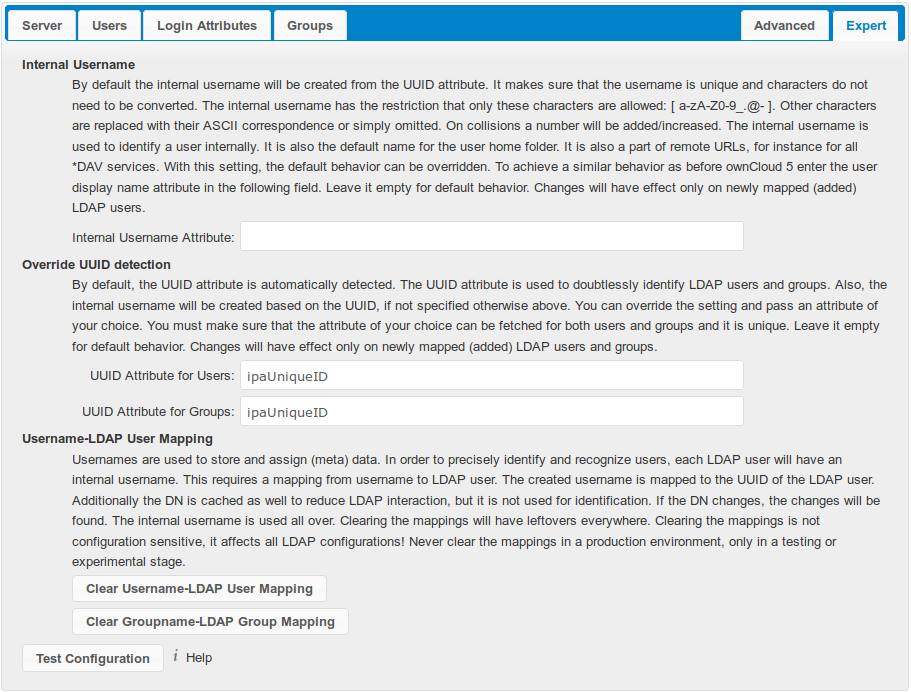 Server Users Login Attributes Groups Advanced Expert
Internal Username
By default the internal username will be created from the UUID attribute. It makes sure that the username is unique and characters do not
need to be converted. The internal username has the restriction that only these characters are allowed: [ a-zA-Z0-9_.@- ]. Other characters
are replaced with their ASCII correspondence or simply omitted. On collisions a number will be added/increased. The internal username is
used to identify a user internally. It is also the default name for the user home folder. It is also a part of remote URLs, for instance for all
*DAV services. With this setting, the default behavior can be overridden. To achieve a similar behavior as before ownCloud 5 enter the user
display name attribute in the following field. Leave it empty for default behavior. Changes will have effect only on newly mapped (added)
LDAP users.
Internal Username Attribute:
Override UUID detection
By default, the UUID attribute is automatically detected. The UUID attribute is used to doubtlessly identify LDAP users and groups. Also, the
internal username will be created based on the UUID, if not specified otherwise above. You can override the setting and pass an attribute of
your choice. You must make sure that the attribute of your choice can be fetched for both users and groups and it is unique. Leave it empty
for default behavior. Changes will have effect only on newly mapped (added) LDAP users and groups.
UUID Attribute for Users: ipaUniqueID
UUID Attribute for Groups: ipaUniqueID
Username-LDAP User Mapping
Usernames are used to store and assign (meta) data. In order to precisely identify and recognize users, each LDAP user will have an
internal username. This requires a mapping from username to LDAP user. The created username is mapped to the UUID of the LDAP user.
Additionally the DN is cached as well to reduce LDAP interaction, but it is not used for identification. If the DN changes, the changes will be
found. The internal username is used all over. Clearing the mappings will have leftovers everywhere. Clearing the mappings is not
configuration sensitive, it affects all LDAP configurations! Never clear the mappings in a production environment, only in a testing or
experimental stage.
Clear Username-LDAP User Mapping
Clear Groupname-LDAP Group Mapping
Test Configuration i Help